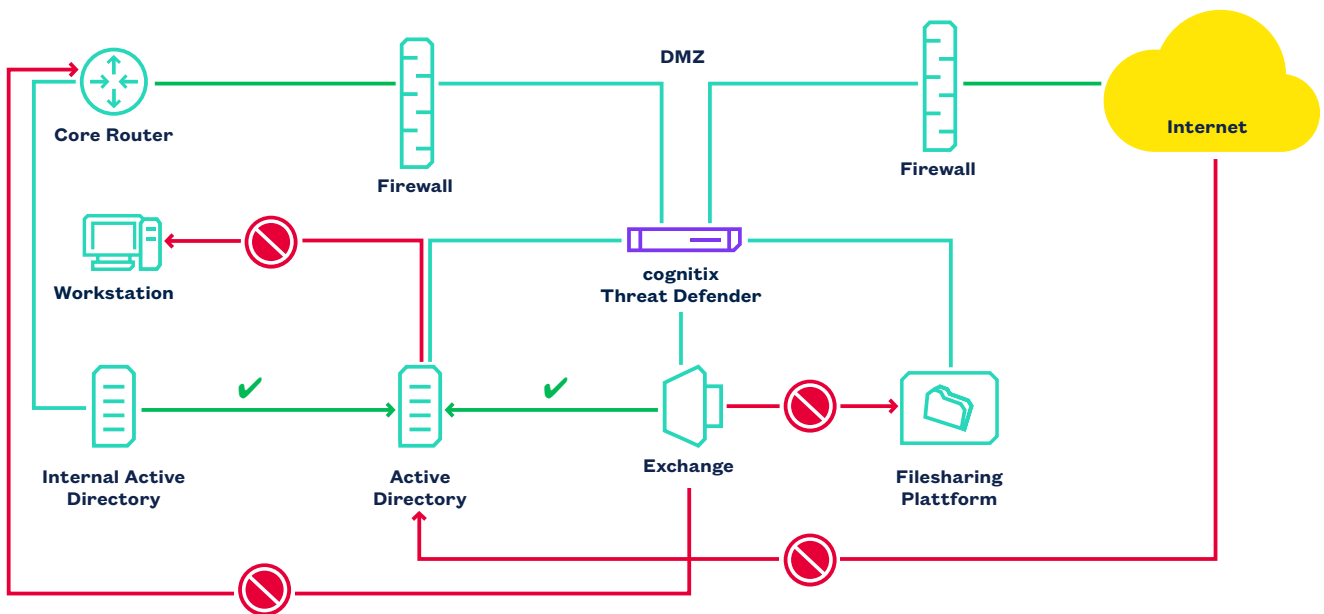 DMZ
Core Router
Firewall
Firewall
Internet
Workstation
cognitix
Threat Defender
Internal Active
Directory
Active
Directory
Exchange
Filesharing
Plattform